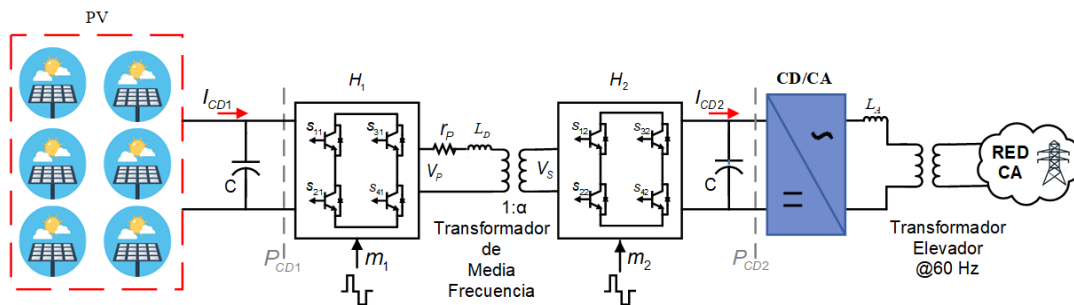 PV
I_CD1
C
P_CD1
H_1
s_11
s_31
s_21
s_41
m_1
r_P
L_D
V_P
V_S
1:α
Transformador
de
Media
Frecuencia
H_2
s_12
s_32
s_22
s_42
m_2
I_CD2
C
P_CD2
CD/CA
L_A
RED
CA
Transformador
Elevador
@60 Hz